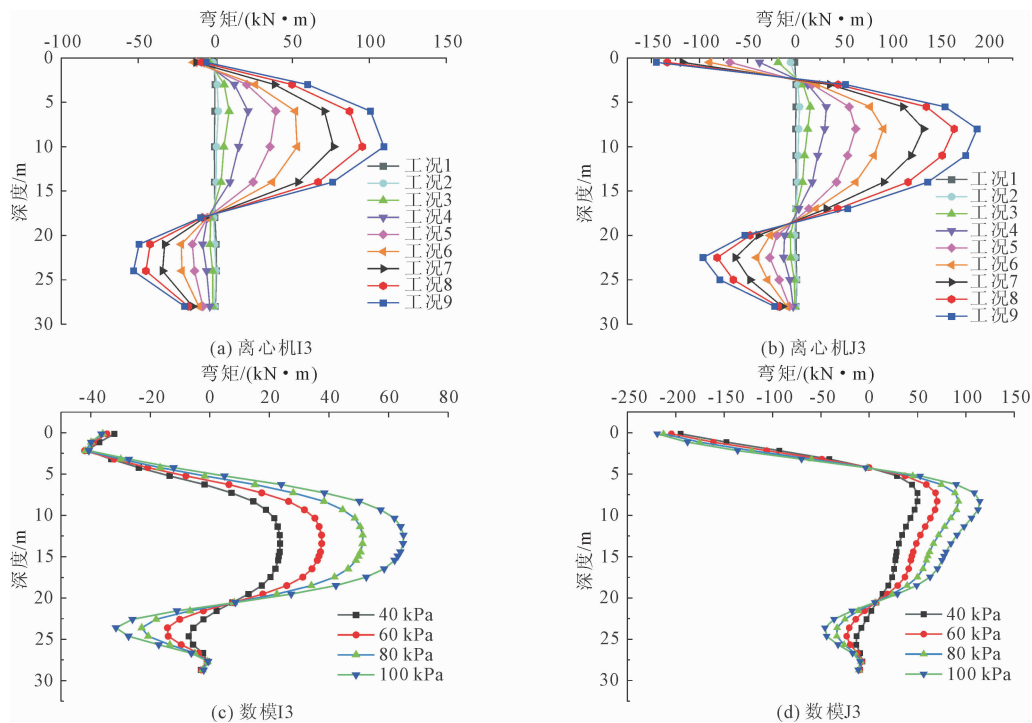 弯矩/(kN·m)
-100 -50 0 50 100 150
深度/m
0
5
10
15
20
25
30
工况1
工况2
工况3
工况4
工况5
工况6
工况7
工况8
工况9
(a) 离心机I3
弯矩/(kN·m)
-150 -100 -50 0 50 100 150 200
深度/m
0
5
10
15
20
25
30
工况1
工况2
工况3
工况4
工况5
工况6
工况7
工况8
工况9
(b) 离心机J3
弯矩/(kN·m)
-40 -20 0 20 40 60 80
深度/m
0
5
10
15
20
25
30
40 kPa
60 kPa
80 kPa
100 kPa
(c) 数模I3
弯矩/(kN·m)
-250 -200 -150 -100 -50 0 50 100 150
深度/m
0
5
10
15
20
25
30
40 kPa
60 kPa
80 kPa
100 kPa
(d) 数模J3